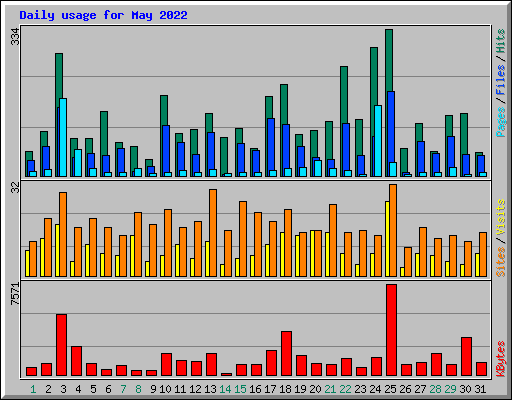 Daily usage for May 2022
334
Pages / Files / Hits
32
Sites / Visits
7571
KBytes
1 2 3 4 5 6 7 8 9 10 11 12 13 14 15 16 17 18 19 20 21 22 23 24 25 26 27 28 29 30 31